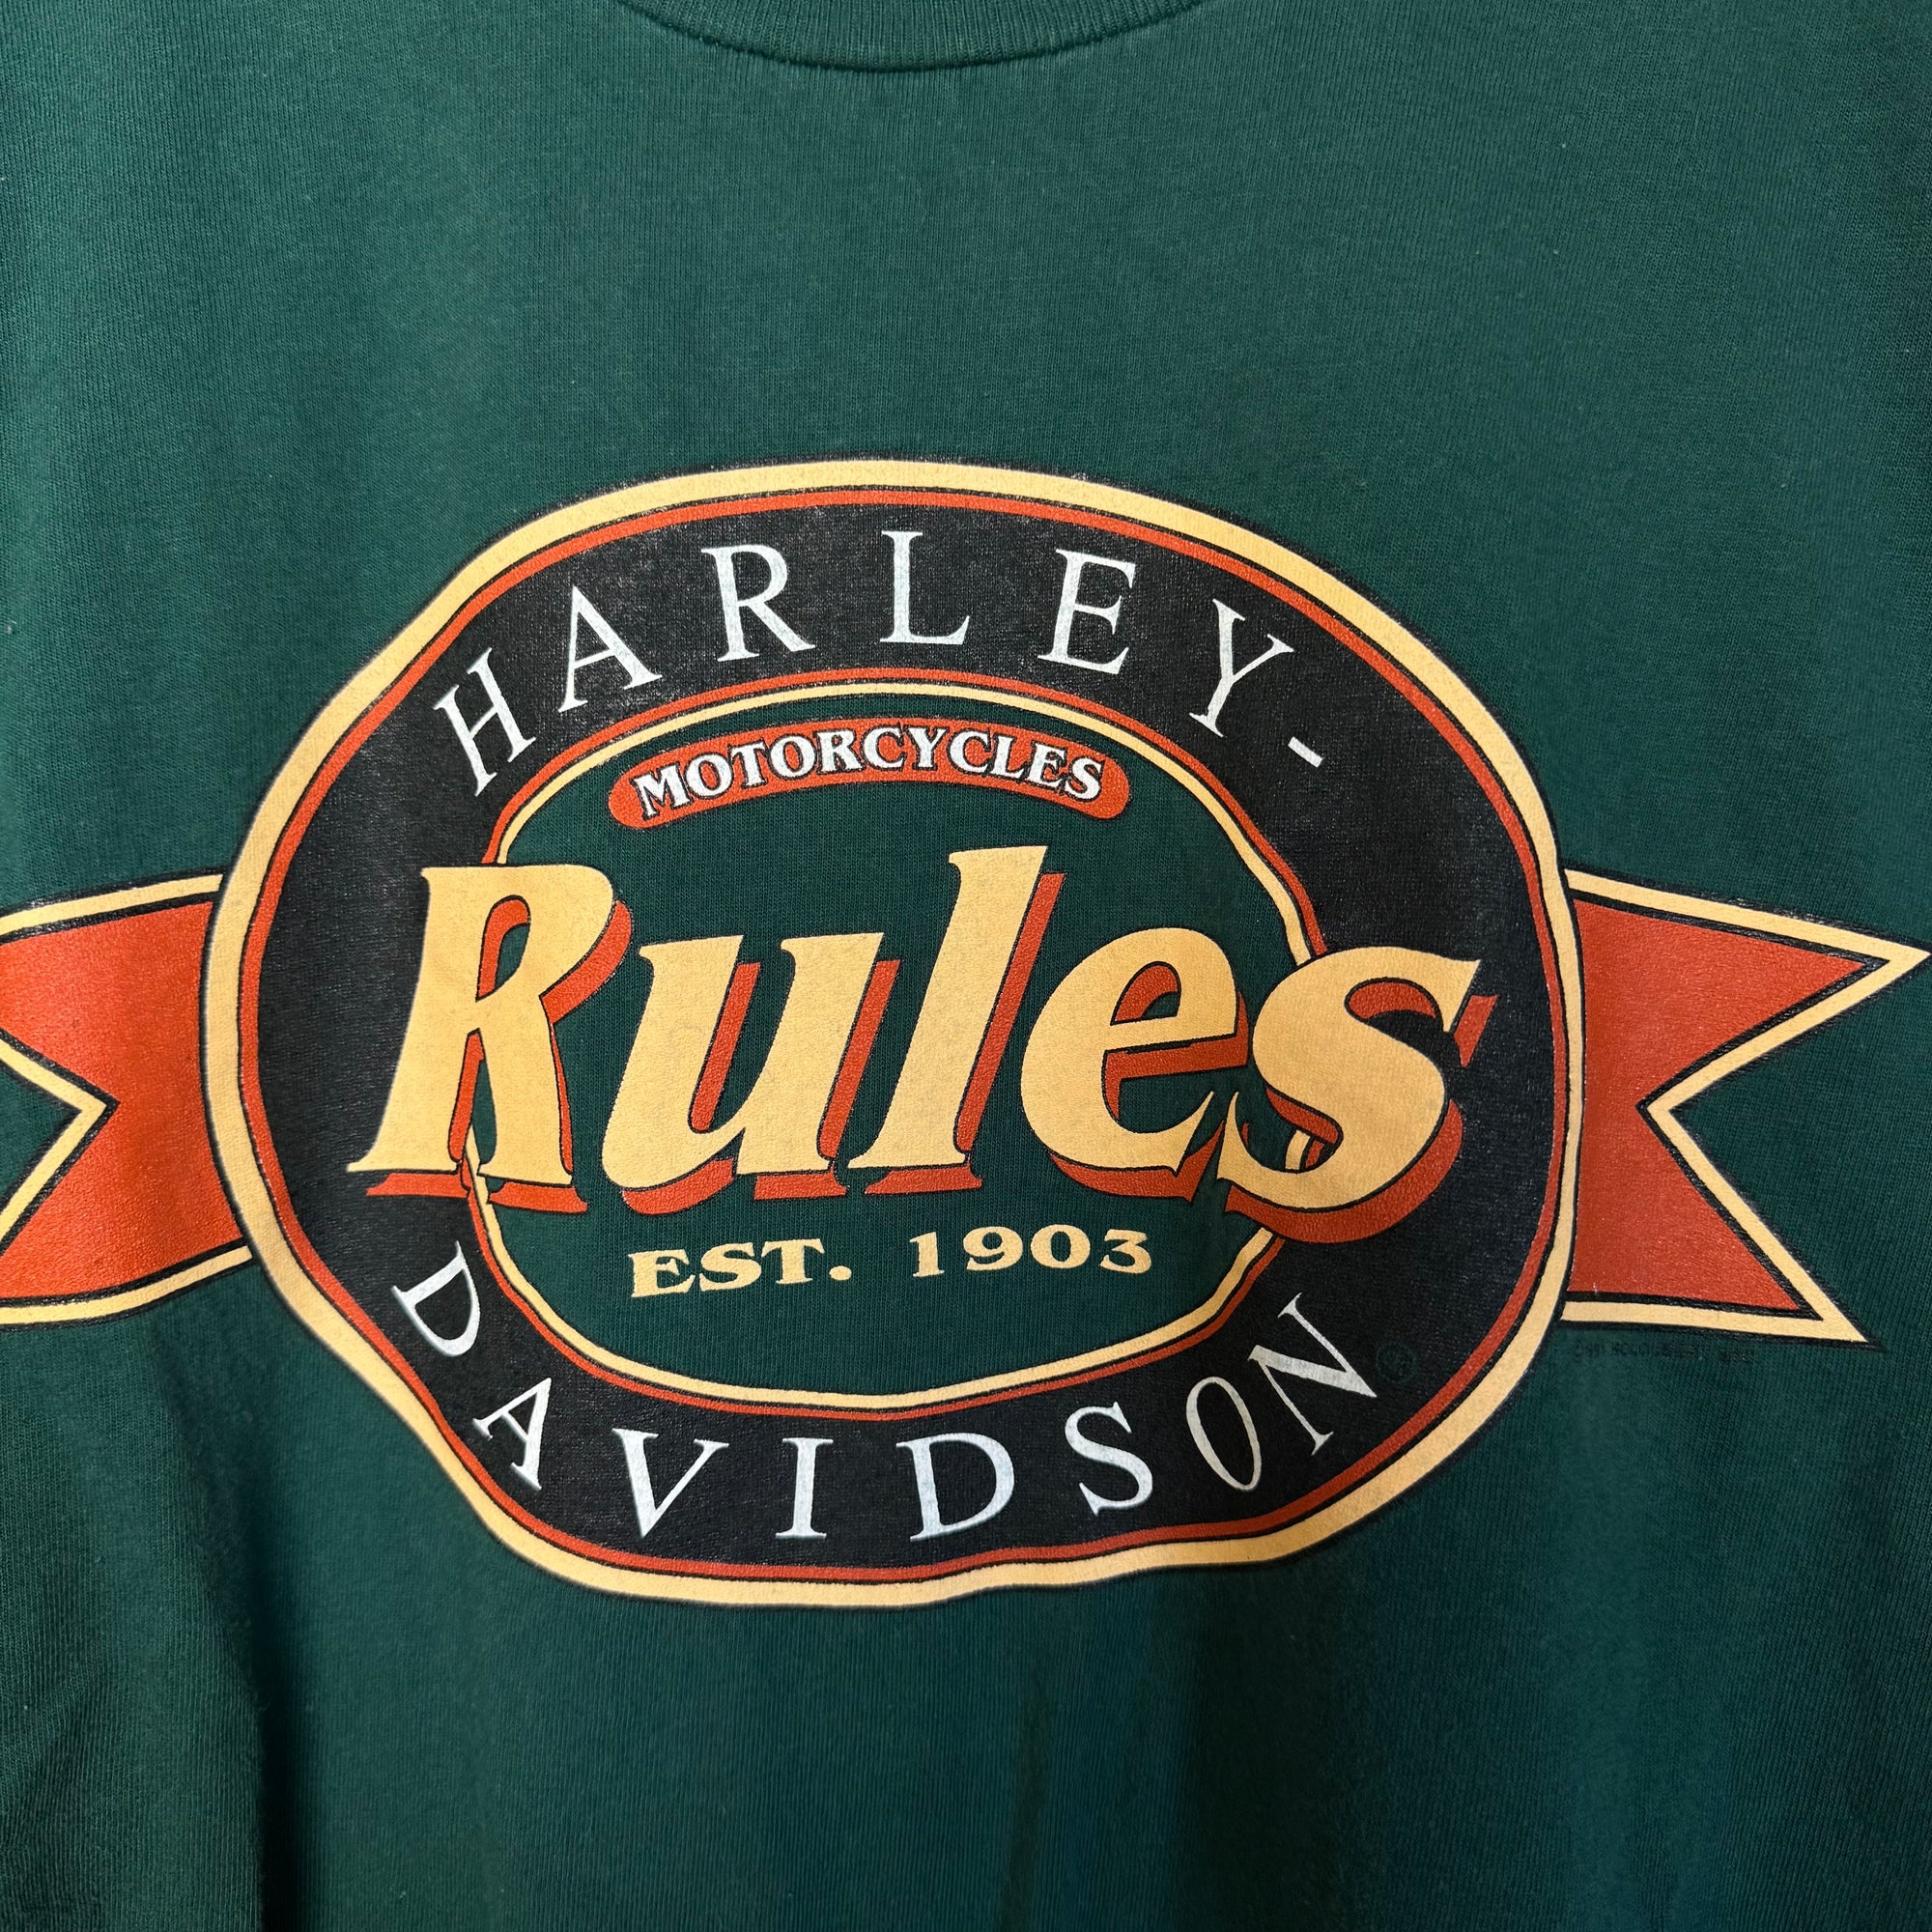 HARLEY-
MOTORCYCLES
Rules
EST. 1903
DAVIDSON